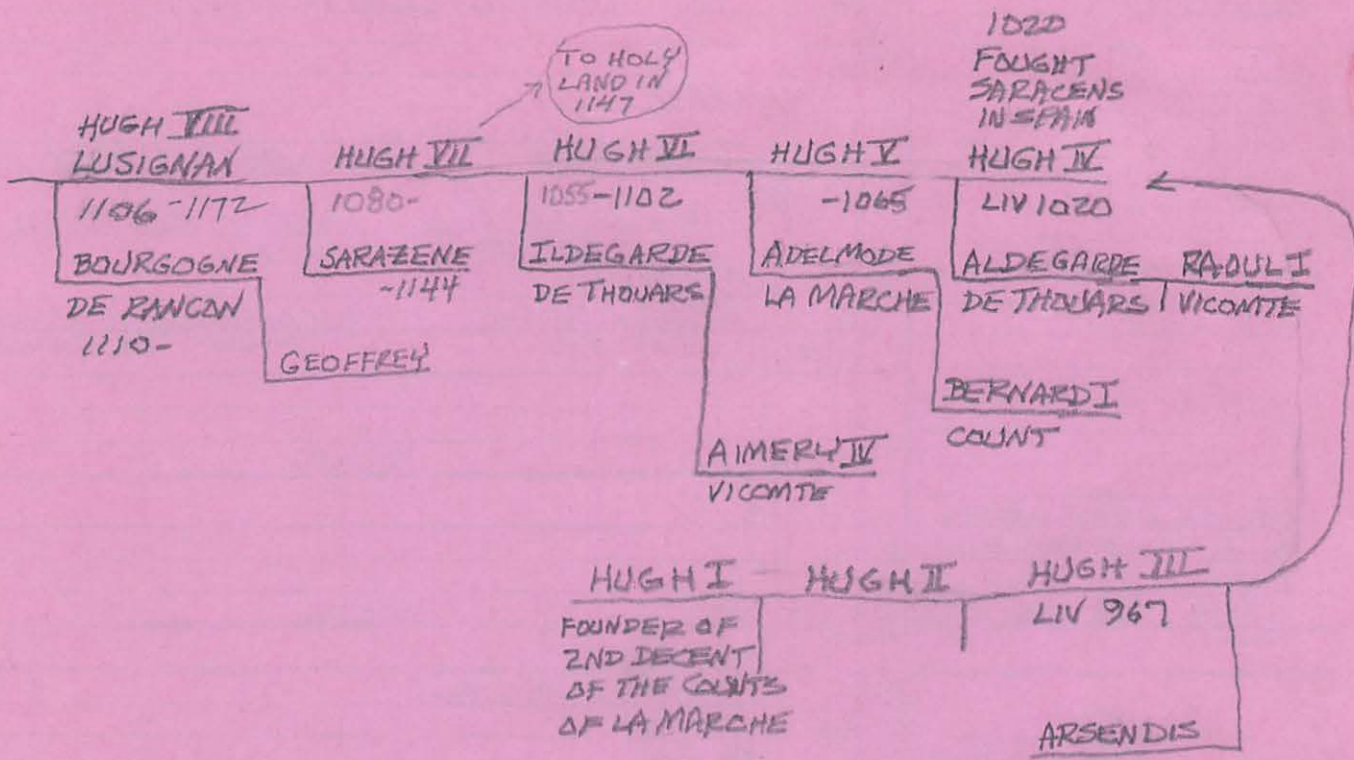 1020
FOUGHT
SARACENS
IN SPAIN
TO HOLY
LAND IN
1147
HUGH VIII
LUSIGNAN
1106-1172
BOURGOGNE
DE RANCON
1110-
GEOFFREY
HUGH VII
1080-
SARAZENE
-1144
HUGH VI
1055-1102
ILDEGARDE
DE THOUARS
AIMERY IV
VICOMTE
HUGH V
-1065
ADELMODE
LA MARCHE
BERNARD I
COUNT
HUGH IV
LIV 1020
ALDEGARDE
DE THOUARS
RAOUL I
VICOMTE
HUGH I
FOUNDER OF
2ND DECENT
OF THE COUNTS
OF LA MARCHE
HUGH II
HUGH III
LIV 967
ARSENDIS